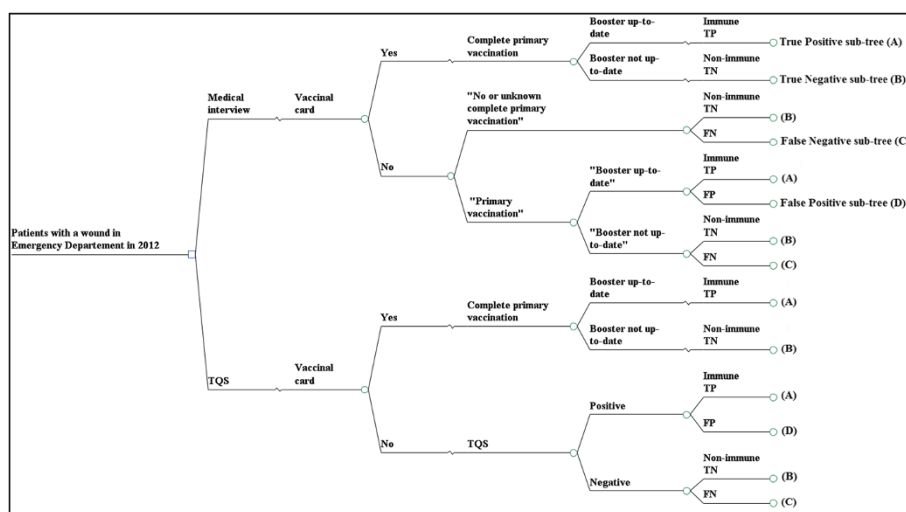 Booster up-to-
date
Immune
TP
True Positive sub-tree (A)
Complete primary
vaccination
Yes
Booster not up-
to-date
Non-immune
TN
True Negative sub-tree (B)
Medical
interview
Vaccinal
card
"No or unknown
complete primary
vaccination"
Non-immune
TN
(B)
FN
False Negative sub-tree (C
No
"Booster up-to-
date"
Immune
TP
(A)
"Primary
vaccination"
FP
False Positive sub-tree (D)
"Booster not up-
to-date"
Non-immune
TN
(B)
FN
(C)
Patients with a wound in
Emergency Departement in 2012
Booster up-to-
date
Immune
TP
(A)
Yes
Complete primary
vaccination
Booster not up-
to-date
Non-immune
TN
(B)
TQS
Vaccinal
card
Positive
Immune
TP
(A)
FP
(D)
No
TQS
Negative
Non-immune
TN
(B)
FN
(C)